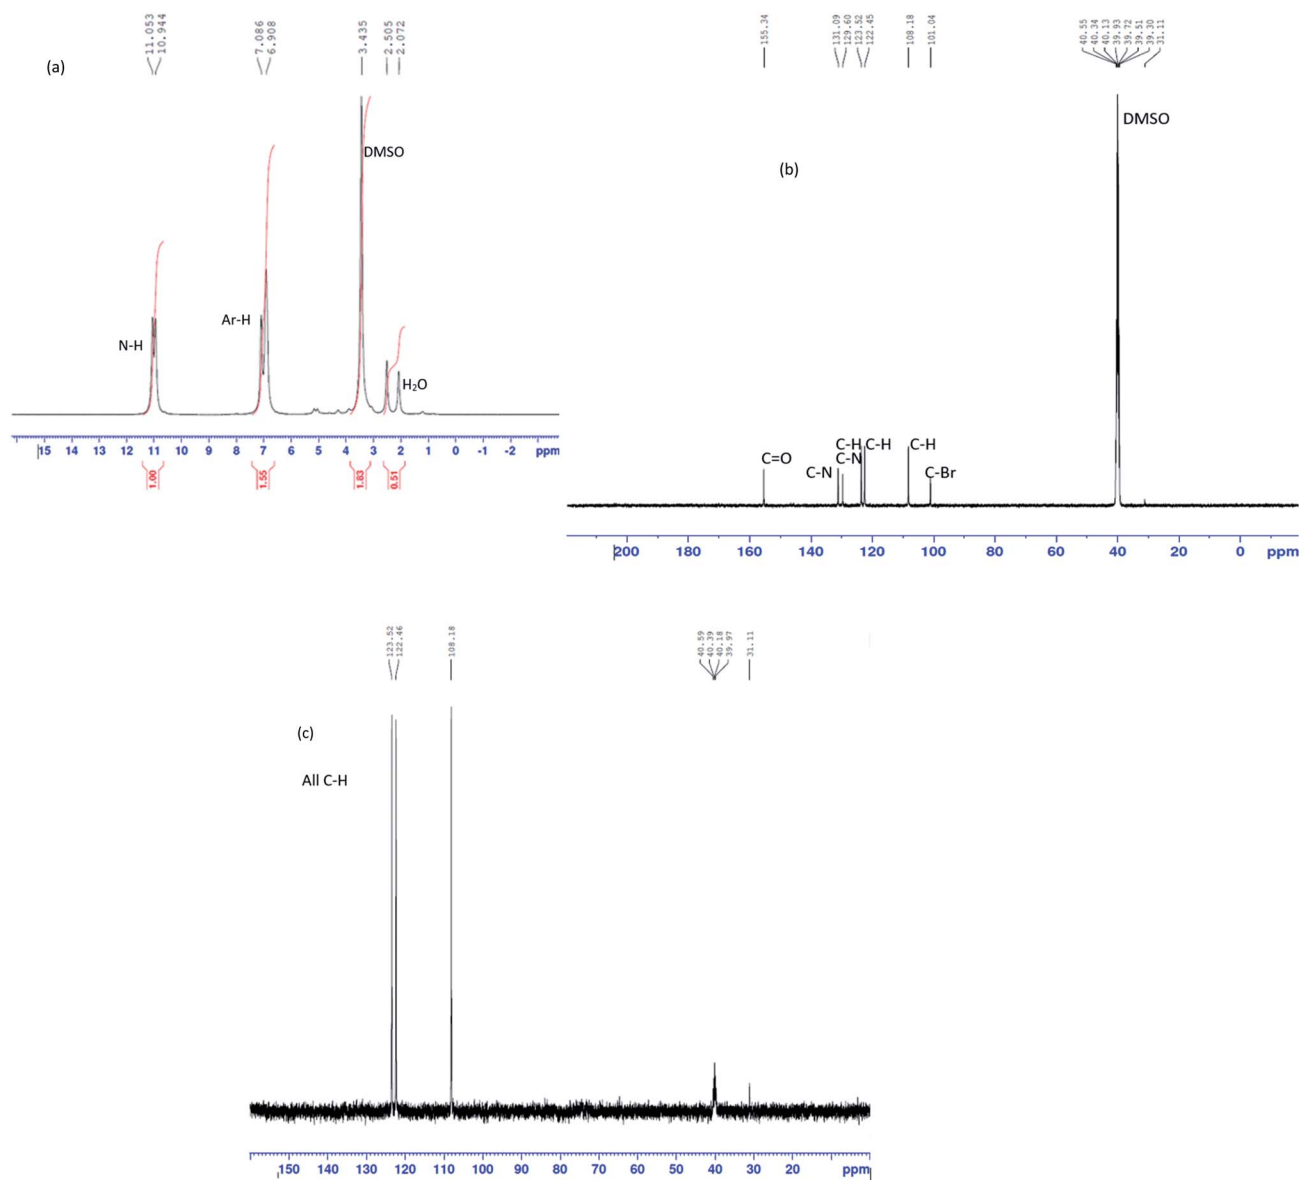 (a)
11.053
10.944
7.086
6.908
3.435
2.505
2.072
DMSO
Ar-H
N-H
H₂O
15 14 13 12 11 10 9 8 7 6 5 4 3 2 1 0 -1 -2 ppm
1.00
1.55
1.83
0.51
(b)
155.34
131.09
129.60
123.52
122.45
108.18
101.04
40.55
40.34
40.13
39.93
39.72
39.51
39.30
31.11
DMSO
C=O
C-N
C-H
C-N
C-H
C-H
C-Br
200 180 160 140 120 100 80 60 40 20 0 ppm
(c)
123.52
122.46
108.18
40.59
40.39
40.18
39.97
31.11
All C-H
150 140 130 120 110 100 90 80 70 60 50 40 30 20 ppm